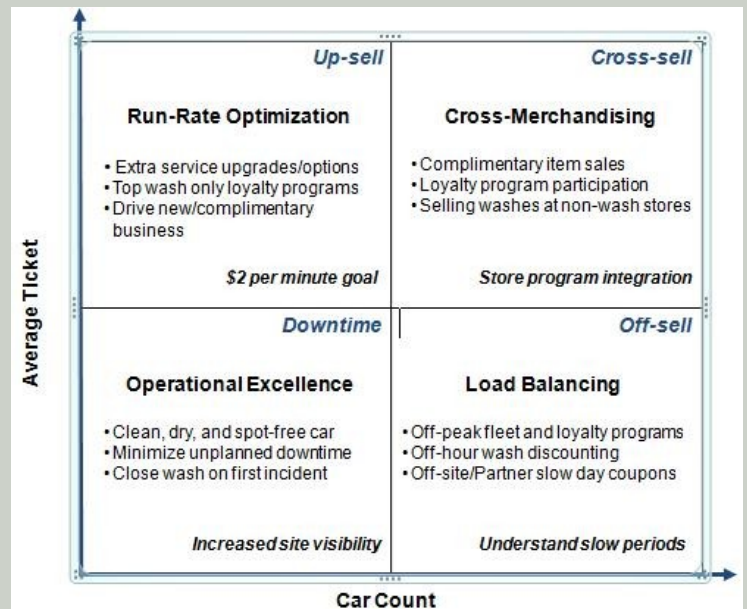 Up-sell
Run-Rate Optimization
• Extra service upgrades/options
• Top wash only loyalty programs
• Drive new/complimentary
business
$2 per minute goal
Cross-sell
Cross-Merchandising
• Complimentary item sales
• Loyalty program participation
• Selling washes at non-wash stores
Store program integration
Average Ticket
Downtime
Operational Excellence
• Clean, dry, and spot-free car
• Minimize unplanned downtime
• Close wash on first incident
Increased site visibility
Off-sell
Load Balancing
• Off-peak fleet and loyalty programs
• Off-hour wash discounting
• Off-site/Partner slow day coupons
Understand slow periods
Car Count